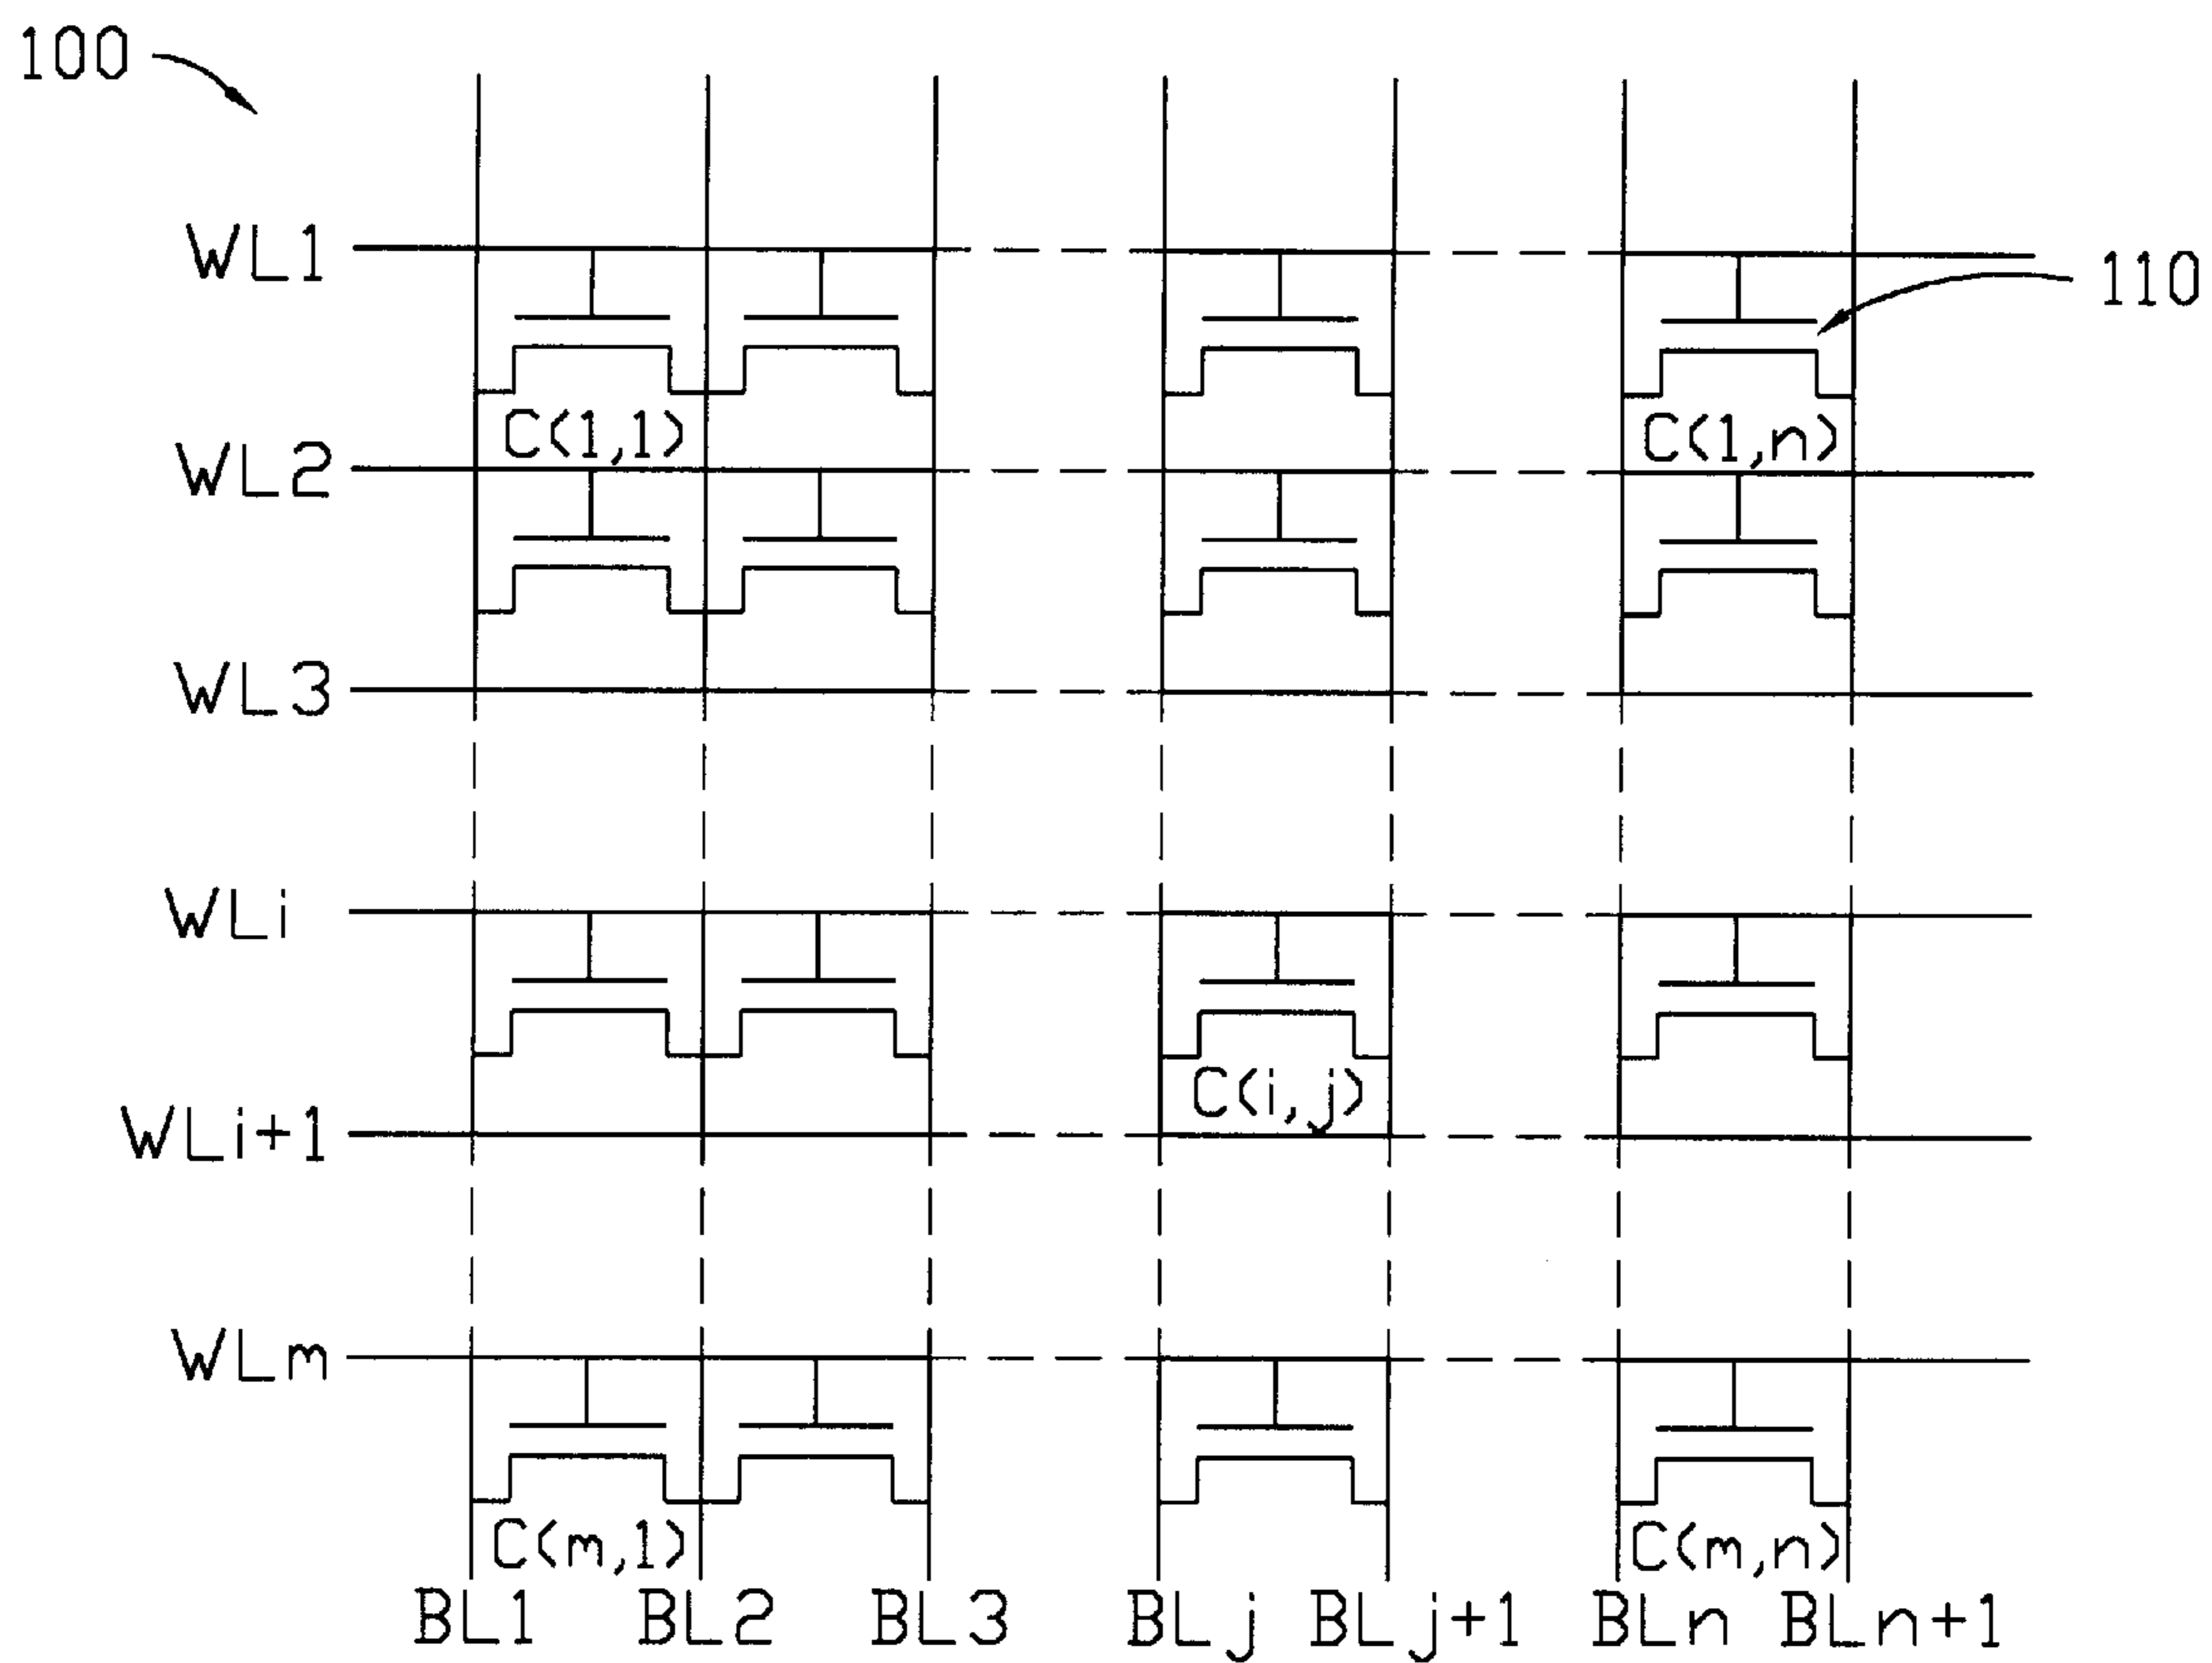 100
WL1
110
C(1,1)
C(1,n)
WL2
WL3
WLi
C(i,j)
WLi+1
WLm
C(m,1)
C(m,n)
BL1 BL2 BL3 BLj BLj+1 BLn BLn+1